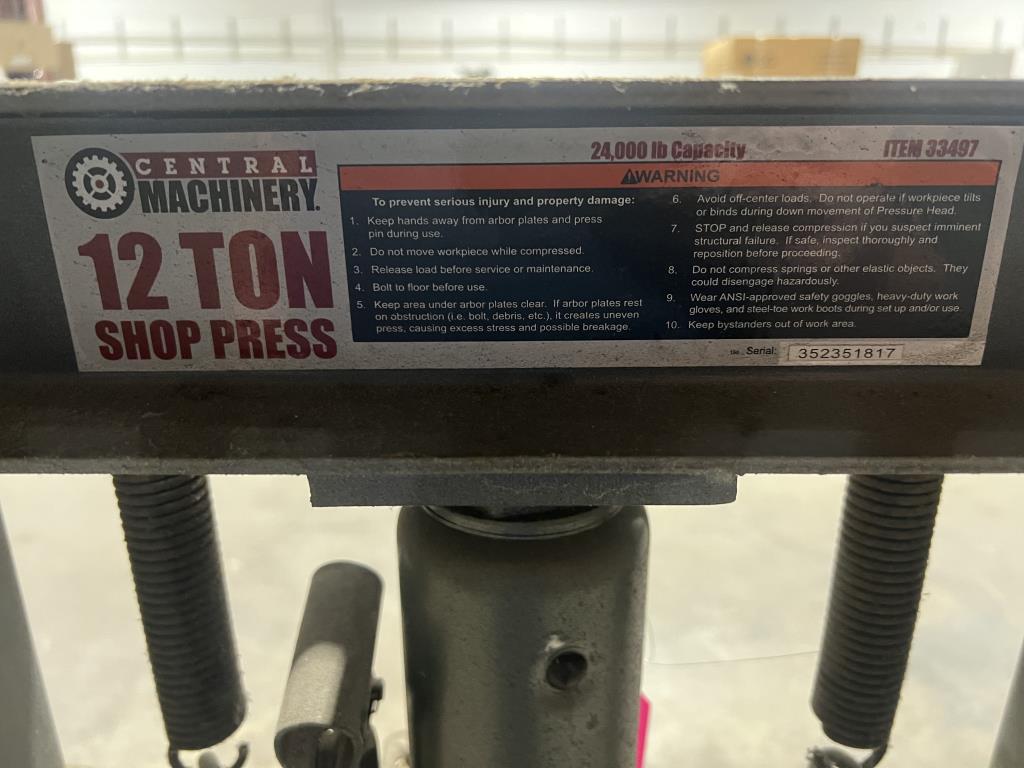 CENTRAL
MACHINERY.
12 TON
SHOP PRESS
24,000 lb Capacity
ITEM 33497
WARNING
To prevent serious injury and property damage:
1. Keep hands away from arbor plates and press
pin during use.
2. Do not move workpiece while compressed.
3. Release load before service or maintenance.
4. Bolt to floor before use.
5. Keep area under arbor plates clear. If arbor plates rest
on obstruction (i.e. bolt, debris, etc.), it creates uneven
press, causing excess stress and possible breakage.
6. Avoid off-center loads. Do not operate if workpiece tilts
or binds during down movement of Pressure Head.
7. STOP and release compression if you suspect imminent
structural failure. If safe, inspect thoroughly and
reposition before proceeding.
8. Do not compress springs or other elastic objects. They
could disengage hazardously.
9. Wear ANSI-approved safety goggles, heavy-duty work
gloves, and steel-toe work boots during set up and/or use.
10. Keep bystanders out of work area.
Serial: 352351817